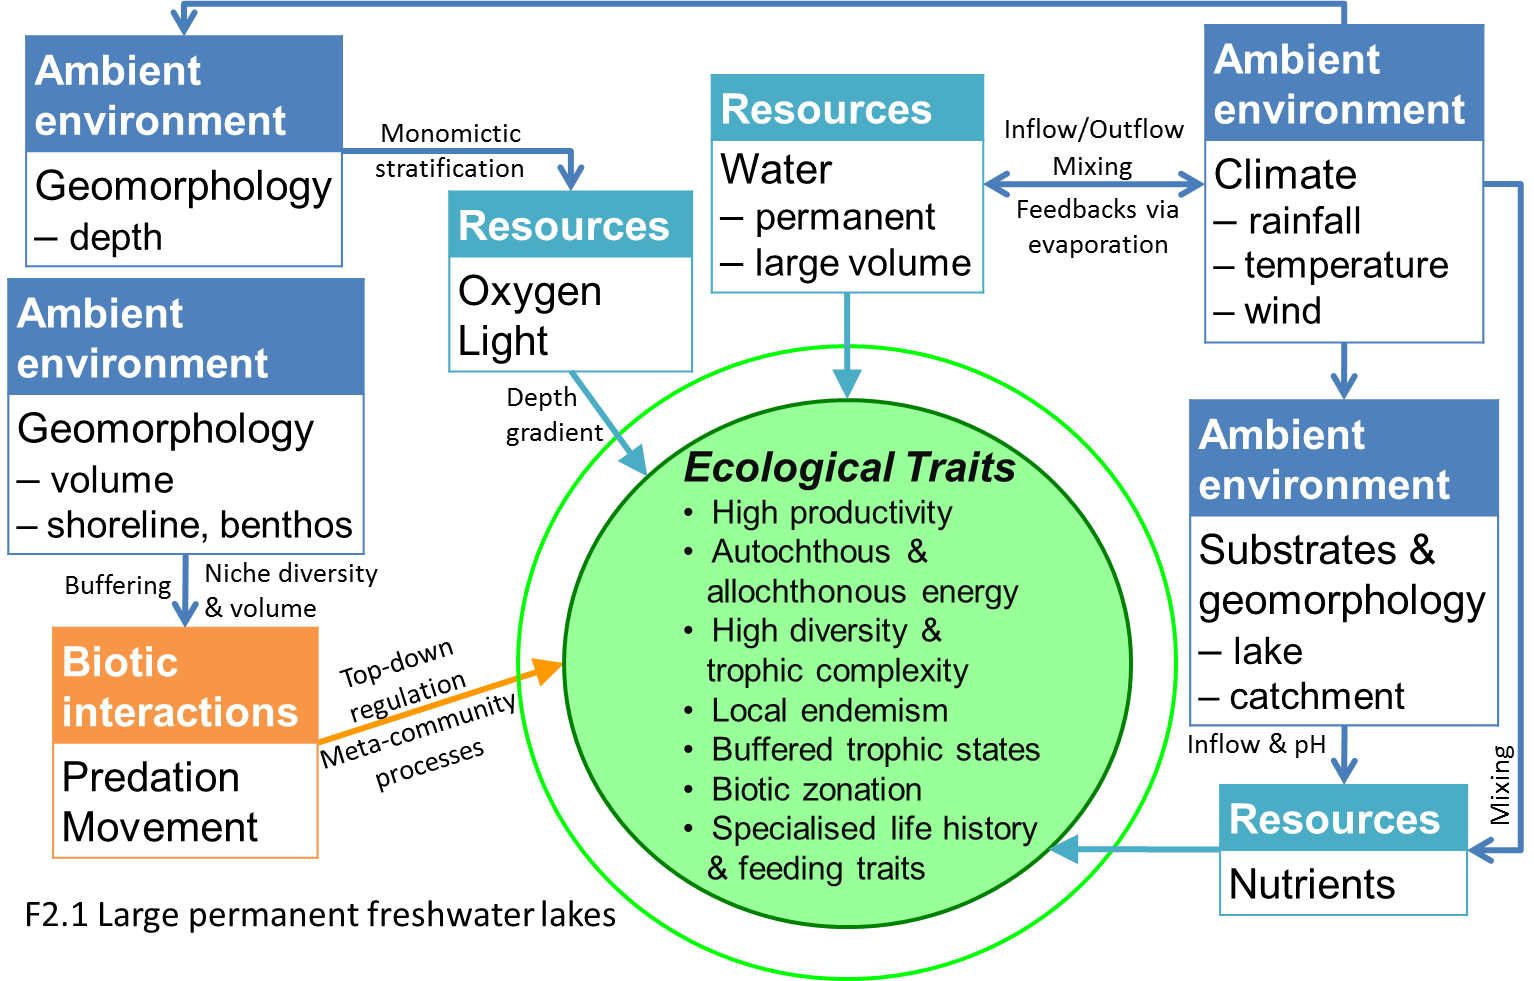 Ambient
environment
Geomorphology
– depth
Monomictic
stratification
Resources
Oxygen
Light
Depth
gradient
Resources
Water
– permanent
– large volume
Inflow/Outflow
Mixing
Feedbacks via
evaporation
Ambient
environment
Climate
– rainfall
– temperature
– wind
Ambient
environment
Geomorphology
– volume
– shoreline, benthos
Buffering
Niche diversity
& volume
Biotic
interactions
Predation
Movement
Top-down
regulation
Meta-community
processes
Ecological Traits
• High productivity
• Autochthous &
allochthonous energy
• High diversity &
trophic complexity
• Local endemism
• Buffered trophic states
• Biotic zonation
• Specialised life history
& feeding traits
Ambient
environment
Substrates &
geomorphology
– lake
– catchment
Inflow & pH
Mixing
Resources
Nutrients
F2.1 Large permanent freshwater lakes